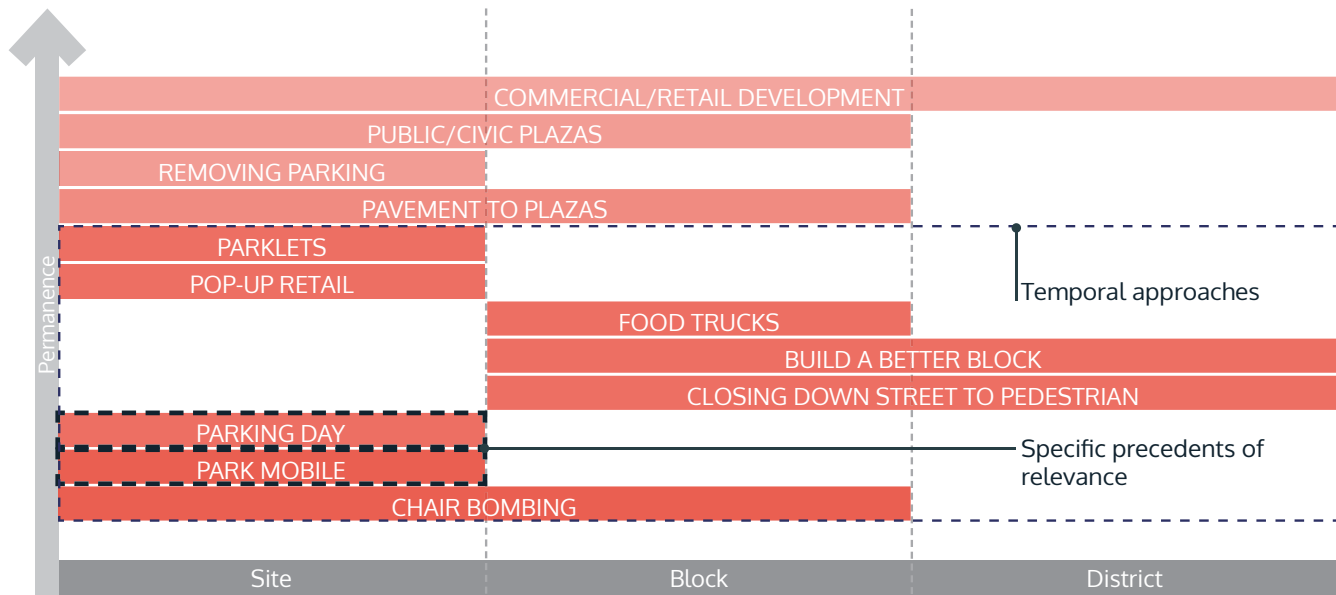 COMMERCIAL/RETAIL DEVELOPMENT
PUBLIC/CIVIC PLAZAS
REMOVING PARKING
PAVEMENT TO PLAZAS
PARKLETS
POP-UP RETAIL
Temporal approaches
FOOD TRUCKS
Permanence
BUILD A BETTER BLOCK
CLOSING DOWN STREET TO PEDESTRIAN
PARKING DAY
Specific precedents of
relevance
PARK MOBILE
CHAIR BOMBING
Site
Block
District